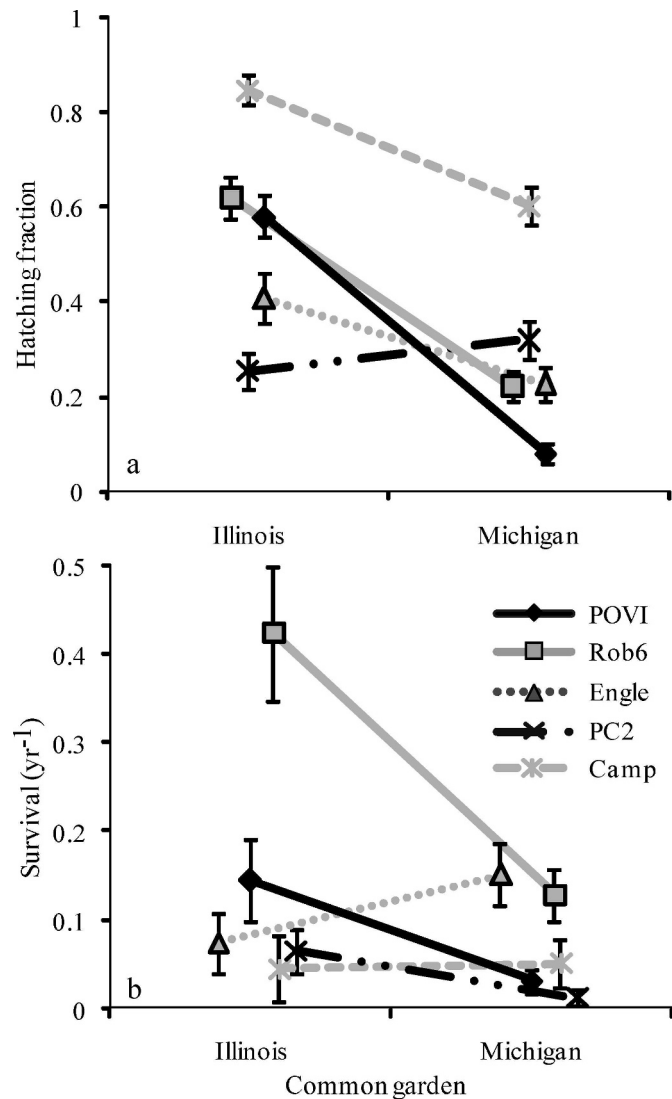 1
0.8
0.6
0.4
0.2
0
Hatching fraction
a
Illinois Michigan
0.5
0.4
0.3
0.2
0.1
0
Survival (yr-1)
POVI
Rob6
Engle
PC2
Camp
b
Illinois Michigan
Common garden